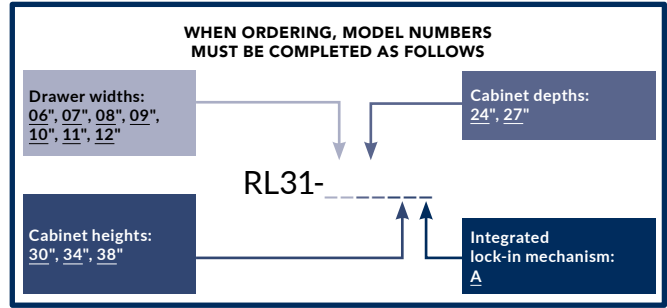 WHEN ORDERING, MODEL NUMBERS
MUST BE COMPLETED AS FOLLOWS
Drawer widths:
06", 07", 08", 09",
10", 11", 12"
Cabinet depths:
24", 27"
RL31-_ _ _ _ _ _ _
Cabinet heights:
30", 34", 38"
Integrated
lock-in mechanism:
A